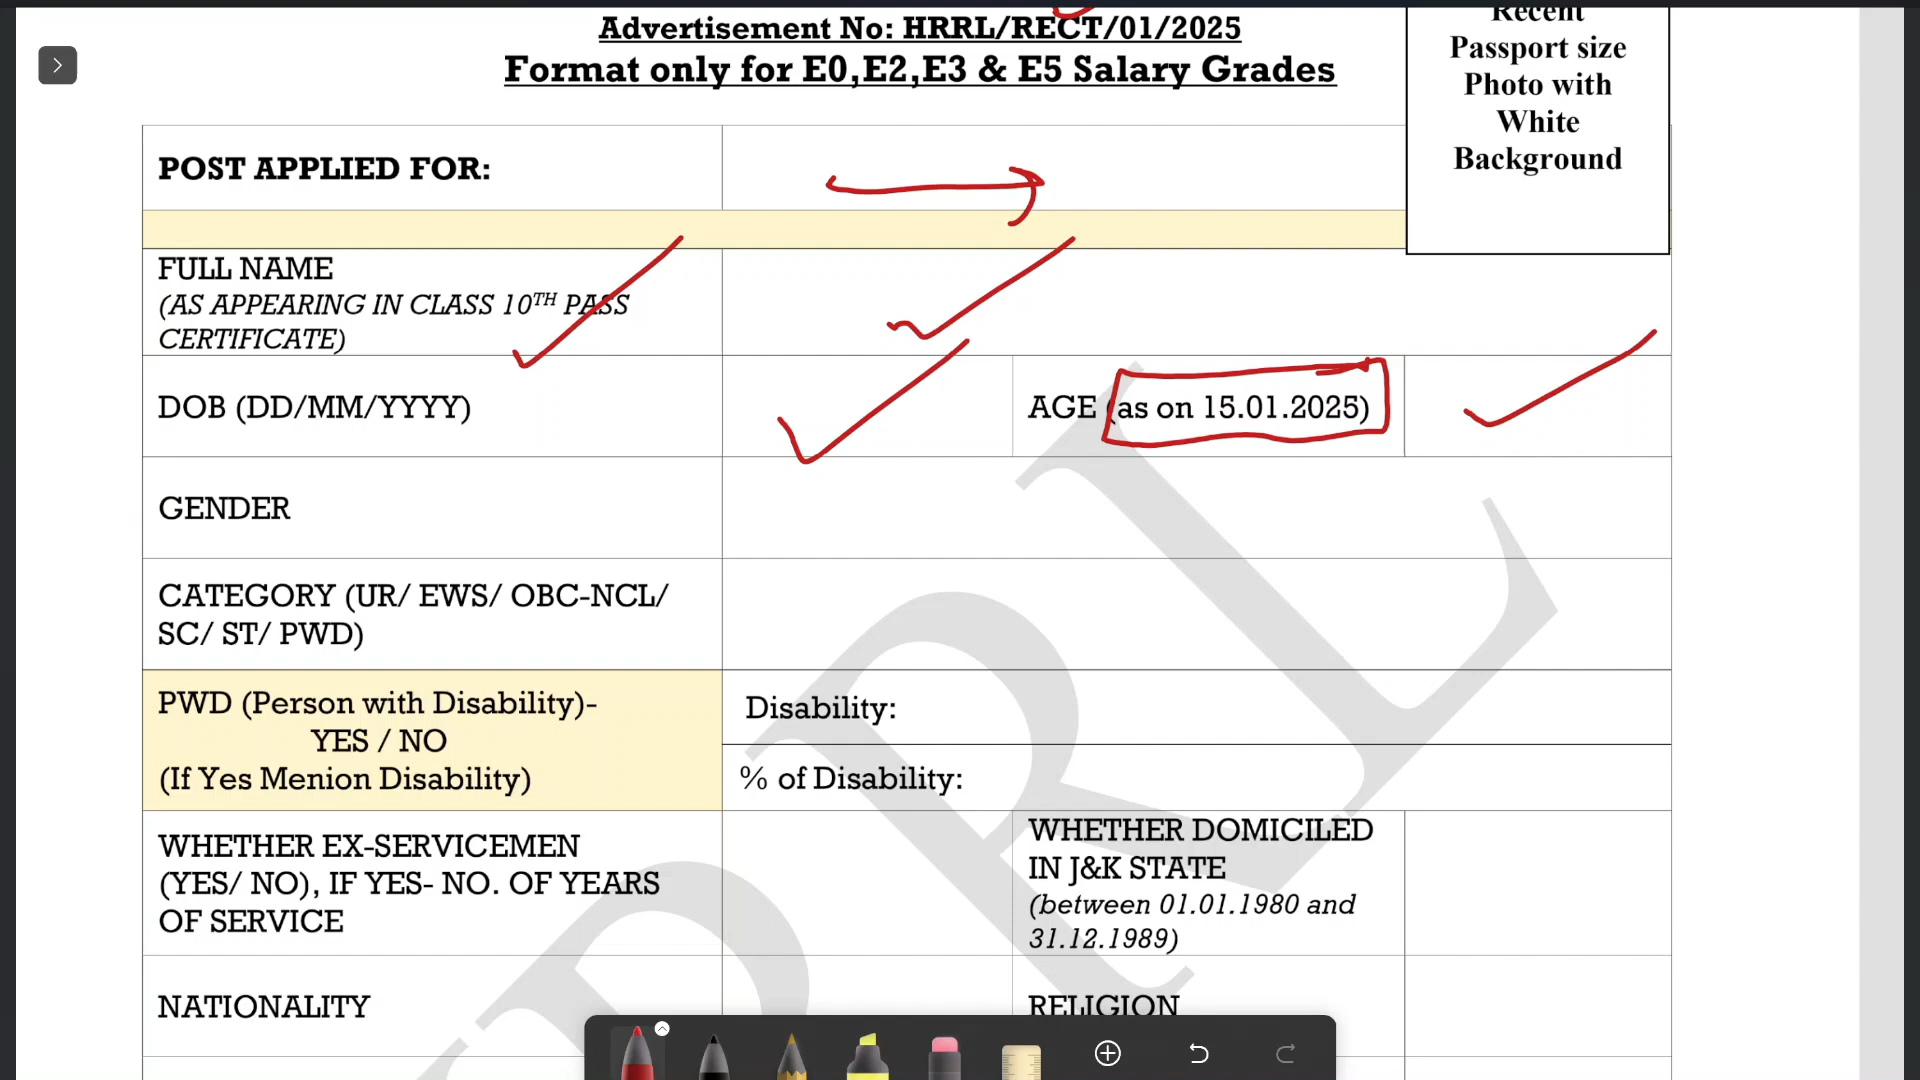 Advertisement No: HRRL/RECT/01/2025
Format only for E0,E2,E3 & E5 Salary Grades
Recent
Passport size
Photo with
White
Background
POST APPLIED FOR:
FULL NAME
(AS APPEARING IN CLASS 10TH PASS
CERTIFICATE)
DOB (DD/MM/YYYY)
AGE (as on 15.01.2025)
GENDER
CATEGORY (UR/ EWS/ OBC-NCL/
SC/ ST/ PWD)
PWD (Person with Disability)-
YES / NO
(If Yes Menion Disability)
Disability:
% of Disability:
WHETHER EX-SERVICEMEN
(YES/ NO), IF YES- NO. OF YEARS
OF SERVICE
WHETHER DOMICILED
IN J&K STATE
(between 01.01.1980 and
31.12.1989)
NATIONALITY
RELIGION